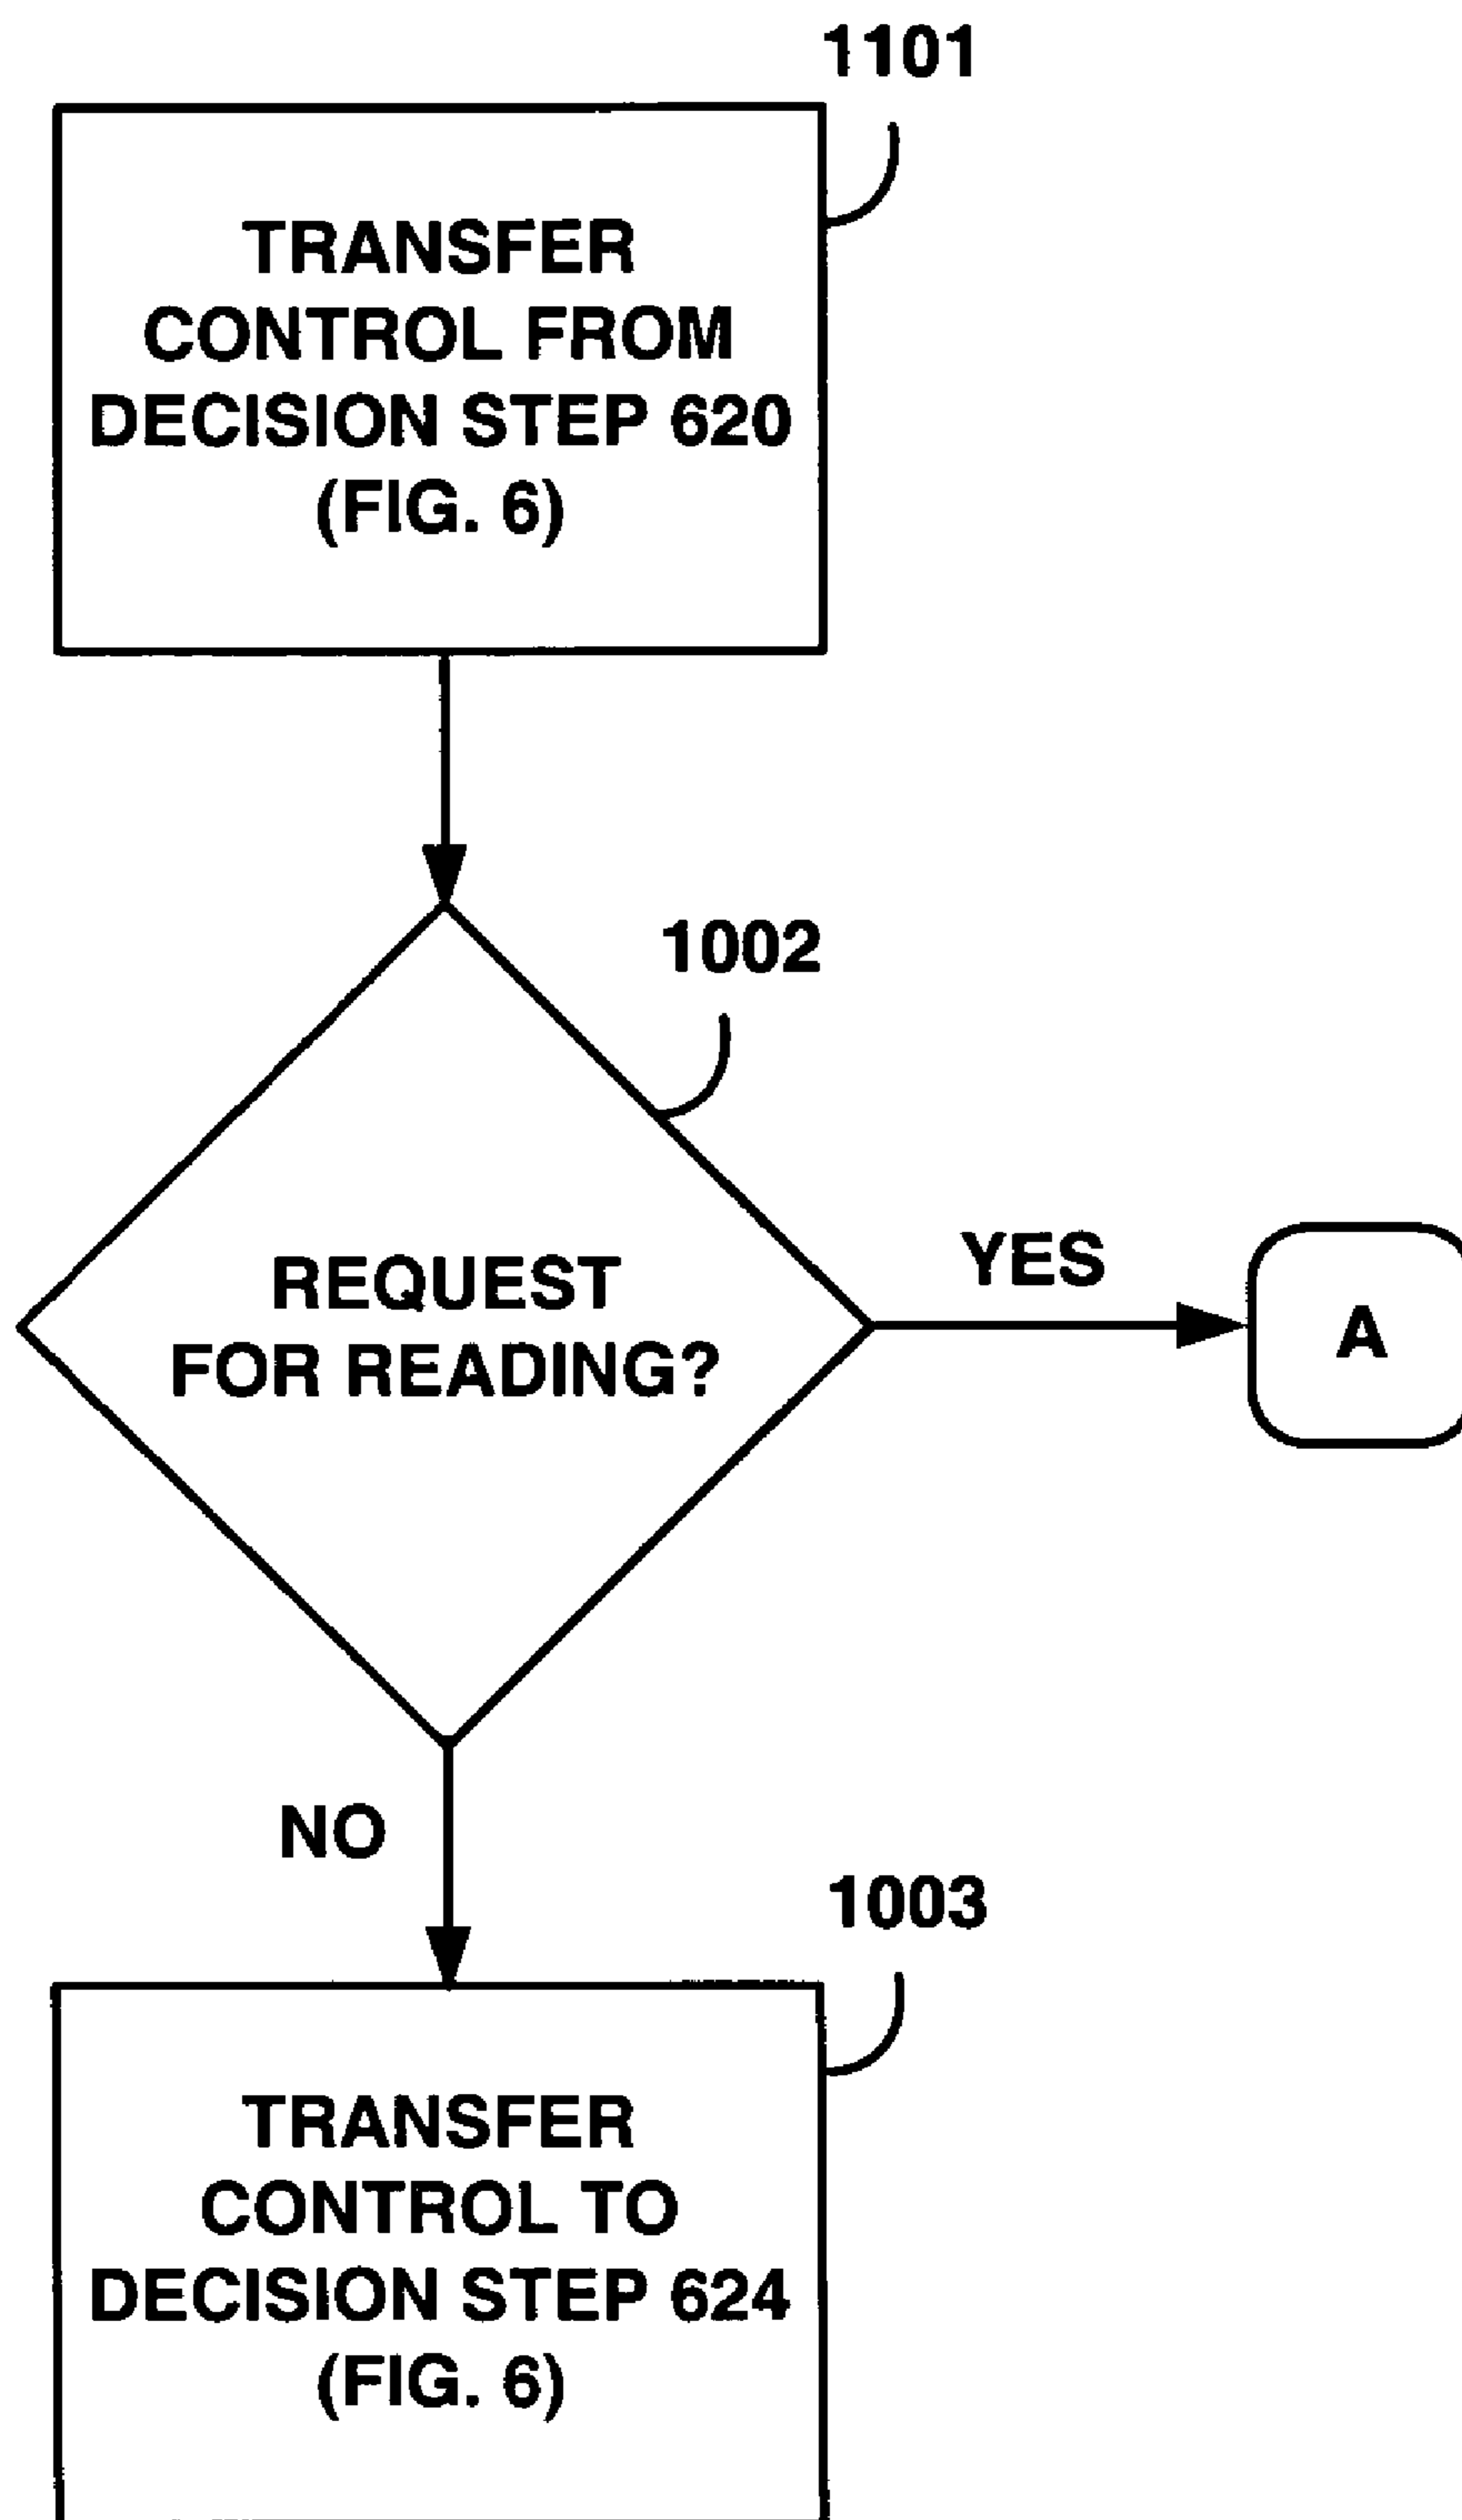 1101
TRANSFER
CONTROL FROM
DECISION STEP 620
(FIG. 6)
1002
REQUEST
FOR READING?
YES
A
NO
1003
TRANSFER
CONTROL TO
DECISION STEP 624
(FIG. 6)